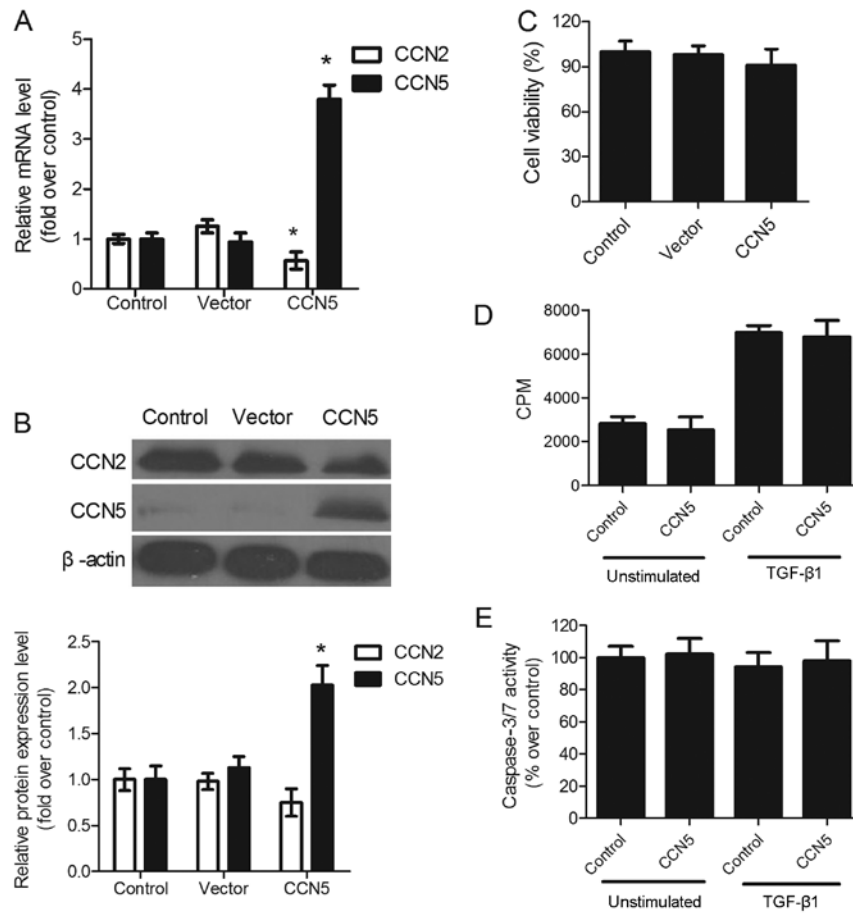 A
Relative mRNA level
(fold over control)
5
4
3
2
1
0
*
*
CCN2
CCN5
Control
Vector
CCN5
B
Control Vector CCN5
CCN2
CCN5
β -actin
Relative protein expression level
(fold over control)
2.5
2.0
1.5
1.0
0.5
0.0
*
CCN2
CCN5
Control
Vector
CCN5
C
Cell viability (%)
120
90
60
30
0
Control
Vector
CCN5
D
CPM
8000
6000
4000
2000
0
Control
CCN5
Control
CCN5
Unstimulated
TGF-β1
E
Caspase-3/7 activity
(% over control)
120
100
80
60
40
20
0
Control
CCN5
Control
CCN5
Unstimulated
TGF-β1